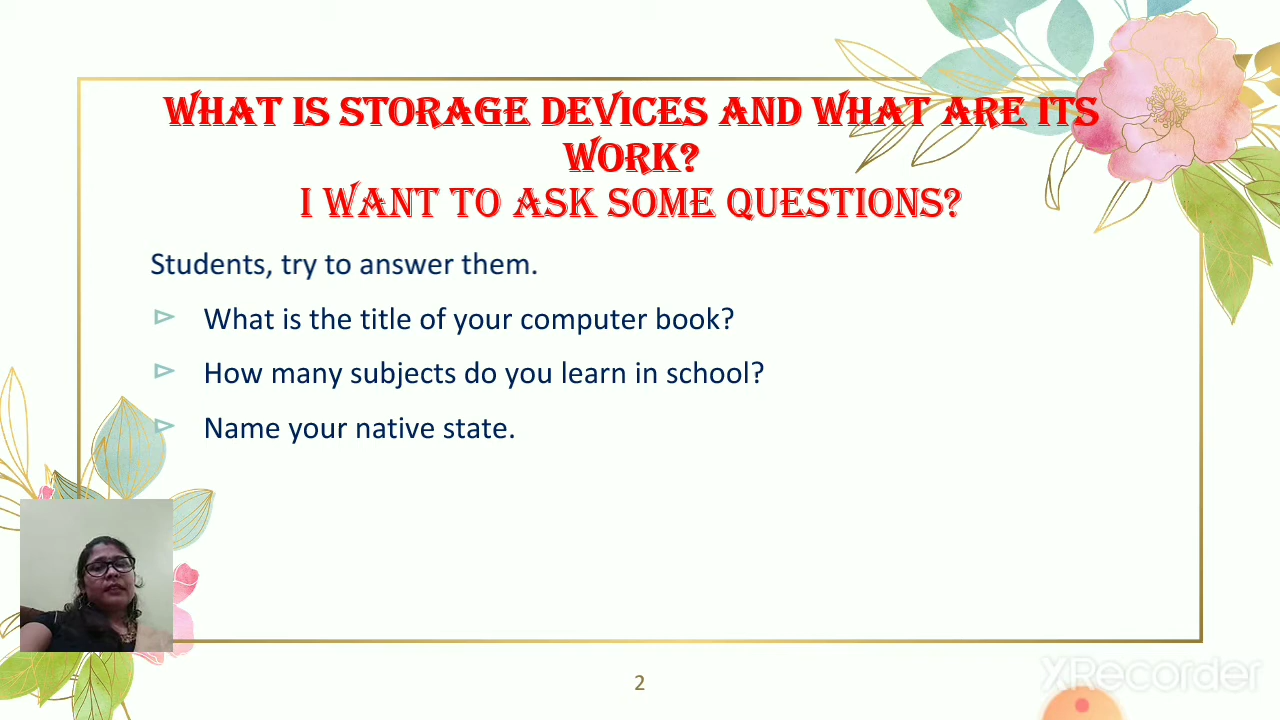 WHAT IS STORAGE DEVICES AND WHAT ARE ITS
WORK?
I WANT TO ASK SOME QUESTIONS?
Students, try to answer them.
What is the title of your computer book?
How many subjects do you learn in school?
Name your native state.
2
XRecorder